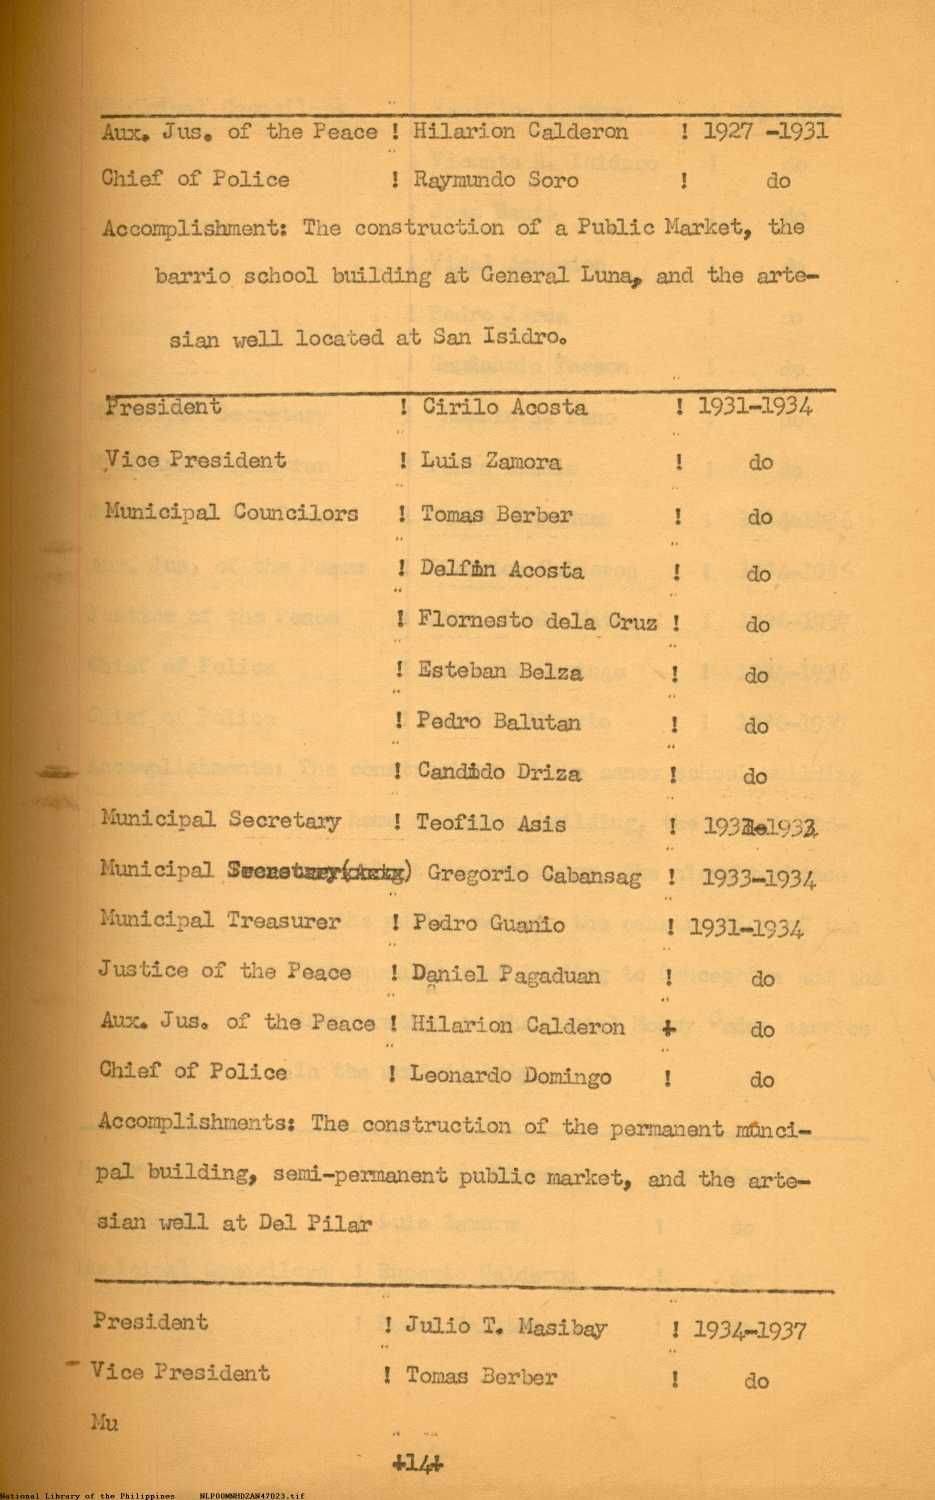 Aux. Jus. of the Peace ! Hilarion Calderon ! 1927 -1931
Chief of Police ! Raymundo Soro ! do
Accomplishment: The construction of a Public Market, the
barrio school building at General Luna, and the arte-
sian well located at San Isidro.
President ! Cirilo Acosta ! 1931-1934
Vice President ! Luis Zamora ! do
Municipal Councilors ! Tomas Berber ! do
! Delfin Acosta ! do
! Flornesto dela Cruz ! do
! Esteban Belza ! do
! Pedro Balutan ! do
! Candido Driza ! do
Municipal Secretary ! Teofilo Asis !
Municipal Gregorio Cabansag ! 1933-1934
Municipal Treasurer ! Pedro Guanio ! 1931-1934
Justice of the Peace ! Daniel Pagaduan ! do
Aux. Jus. of the Peace ! Hilarion Calderon ! do
Chief of Police ! Leonardo Domingo ! do
Accomplishments: The construction of the permanent munci-
pal building, semi-permanent public market, and the arte-
sian well at Del Pilar
President ! Julio T. Masibay ! 1934-1937
Vice President ! Tomas Berber ! do
Mu
-14-
National Library of the Philippines NLPOOMNHDZAN47023.tif